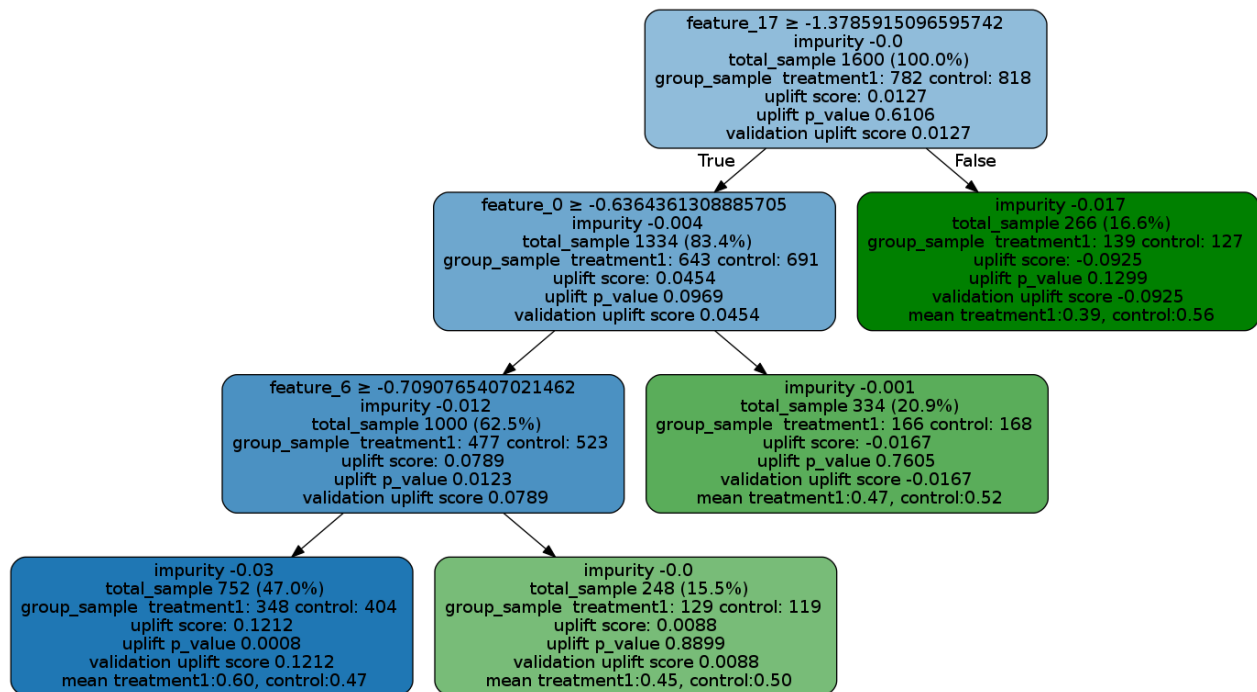 feature_17 ≥ -1.3785915096595742
impurity -0.0
total_sample 1600 (100.0%)
group_sample treatment1: 782 control: 818
uplift score: 0.0127
uplift p_value 0.6106
validation uplift score 0.0127
True
False
feature_0 ≥ -0.6364361308885705
impurity -0.004
total_sample 1334 (83.4%)
group_sample treatment1: 643 control: 691
uplift score: 0.0454
uplift p_value 0.0969
validation uplift score 0.0454
impurity -0.017
total_sample 266 (16.6%)
group_sample treatment1: 139 control: 127
uplift score: -0.0925
uplift p_value 0.1299
validation uplift score -0.0925
mean treatment1:0.39, control:0.56
feature_6 ≥ -0.7090765407021462
impurity -0.012
total_sample 1000 (62.5%)
group_sample treatment1: 477 control: 523
uplift score: 0.0789
uplift p_value 0.0123
validation uplift score 0.0789
impurity -0.001
total_sample 334 (20.9%)
group_sample treatment1: 166 control: 168
uplift score: -0.0167
uplift p_value 0.7605
validation uplift score -0.0167
mean treatment1:0.47, control:0.52
impurity -0.03
total_sample 752 (47.0%)
group_sample treatment1: 348 control: 404
uplift score: 0.1212
uplift p_value 0.0008
validation uplift score 0.1212
mean treatment1:0.60, control:0.47
impurity -0.0
total_sample 248 (15.5%)
group_sample treatment1: 129 control: 119
uplift score: 0.0088
uplift p_value 0.8899
validation uplift score 0.0088
mean treatment1:0.45, control:0.50